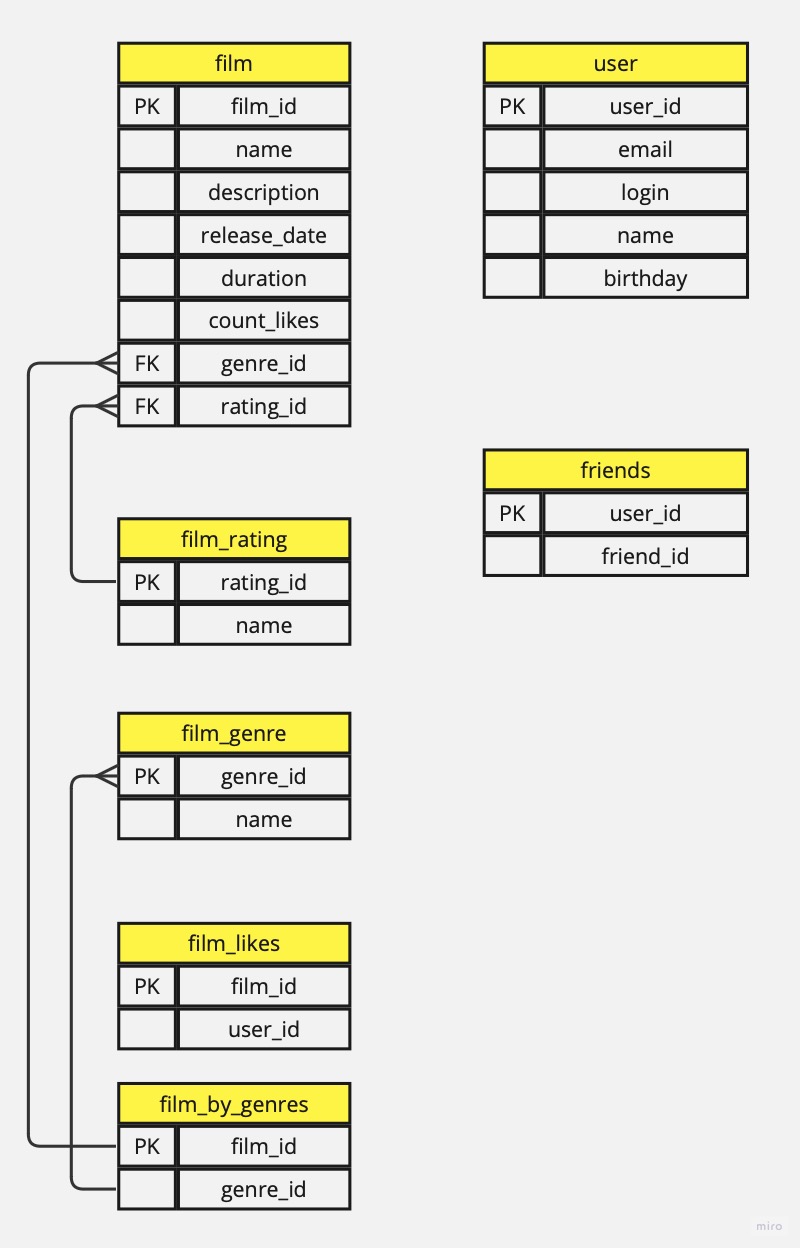 film
PK film_id
name
description
release_date
duration
count_likes
FK genre_id
FK rating_id
film_rating
PK rating_id
name
film_genre
PK genre_id
name
film_likes
PK film_id
user_id
film_by_genres
PK film_id
genre_id
user
PK user_id
email
login
name
birthday
friends
PK user_id
friend_id
miro